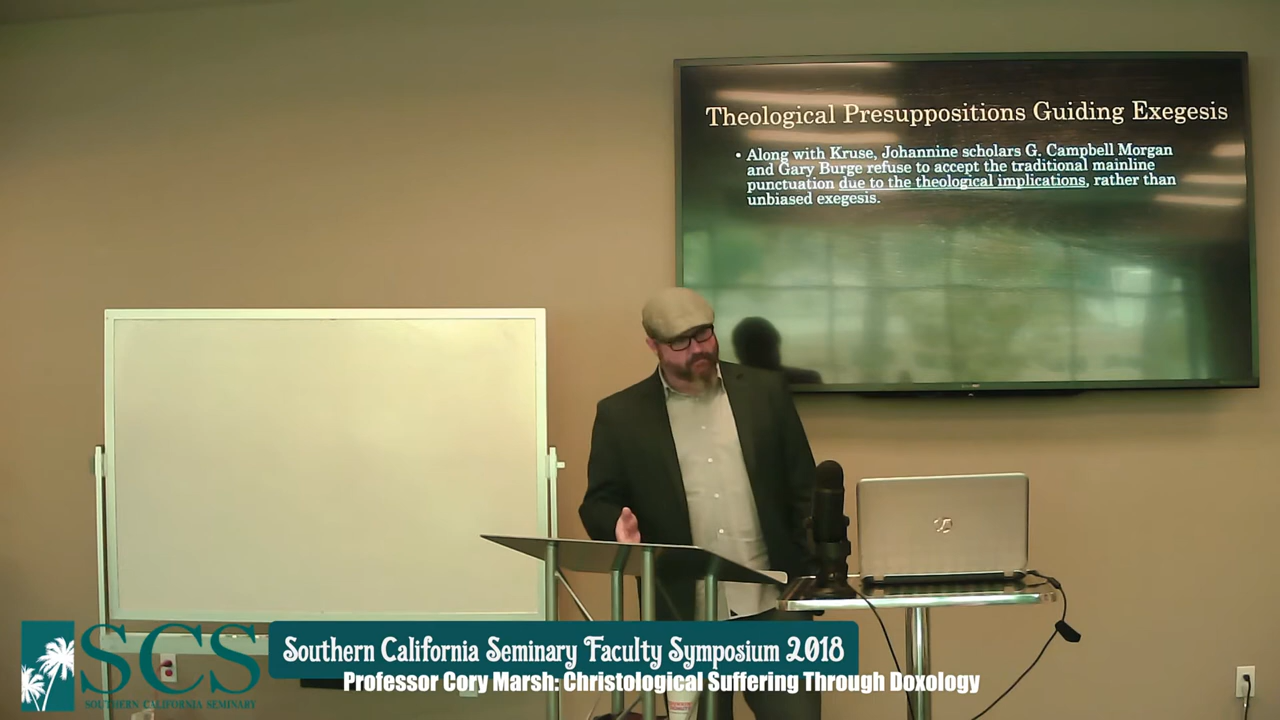 Theological Presuppositions Guiding Exegesis
• Along with Kruse, Johannine scholars G. Campbell Morgan
and Gary Burge refuse to accept the traditional mainline
punctuation due to the theological implications, rather than
unbiased exegesis.
SCS
SOUTHERN CALIFORNIA SEMINARY
Southern California Seminary Faculty Symposium 2018
Professor Cory Marsh: Christological Suffering Through Doxology